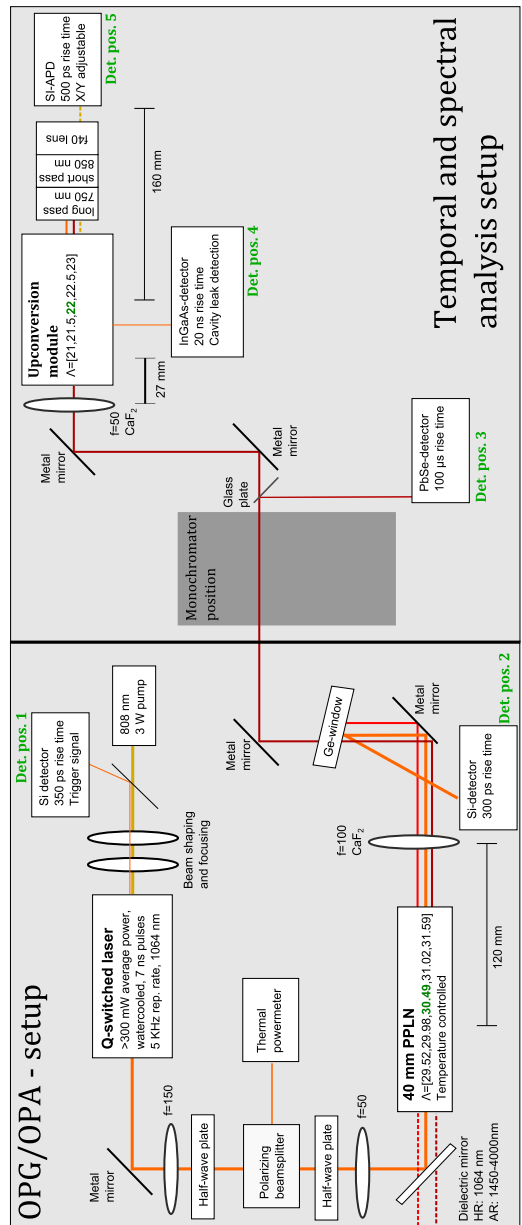 OPG/OPA - setup
Q-switched laser
>300 mW average power,
watercooled, 7 ns pulses
5 KHz rep. rate, 1064 nm
Beam shaping
and focusing
808 nm
3 W pump
Si detector
350 ps rise time
Trigger signal
Det. pos. 1
Metal
mirror
f=150
Half-wave plate
Polarizing
beamsplitter
Thermal
powermeter
Half-wave plate
f=50
Dielectric mirror
HR: 1064 nm
AR: 1450-4000nm
40 mm PPLN
Λ=[29.52,29.98,30.49,31.02,31.59]
Temperature controlled
120 mm
f=100
CaF₂
Si-detector
300 ps rise time
Det. pos. 2
Ge-window
Metal
mirror
Metal
mirror
Temporal and spectral
analysis setup
Monochromator
position
Glass
plate
PbSe-detector
100 μs rise time
Det. pos. 3
Metal
mirror
Metal
mirror
f=50
CaF₂
27 mm
Upconversion
module
Λ=[21,21.5,22,22.5,23]
InGaAs-detector
20 ns rise time
Cavity leak detection
Det. pos. 4
160 mm
long pass
750 nm
short pass
850 nm
f40 lens
SI-APD
500 ps rise time
X/Y adjustable
Det. pos. 5